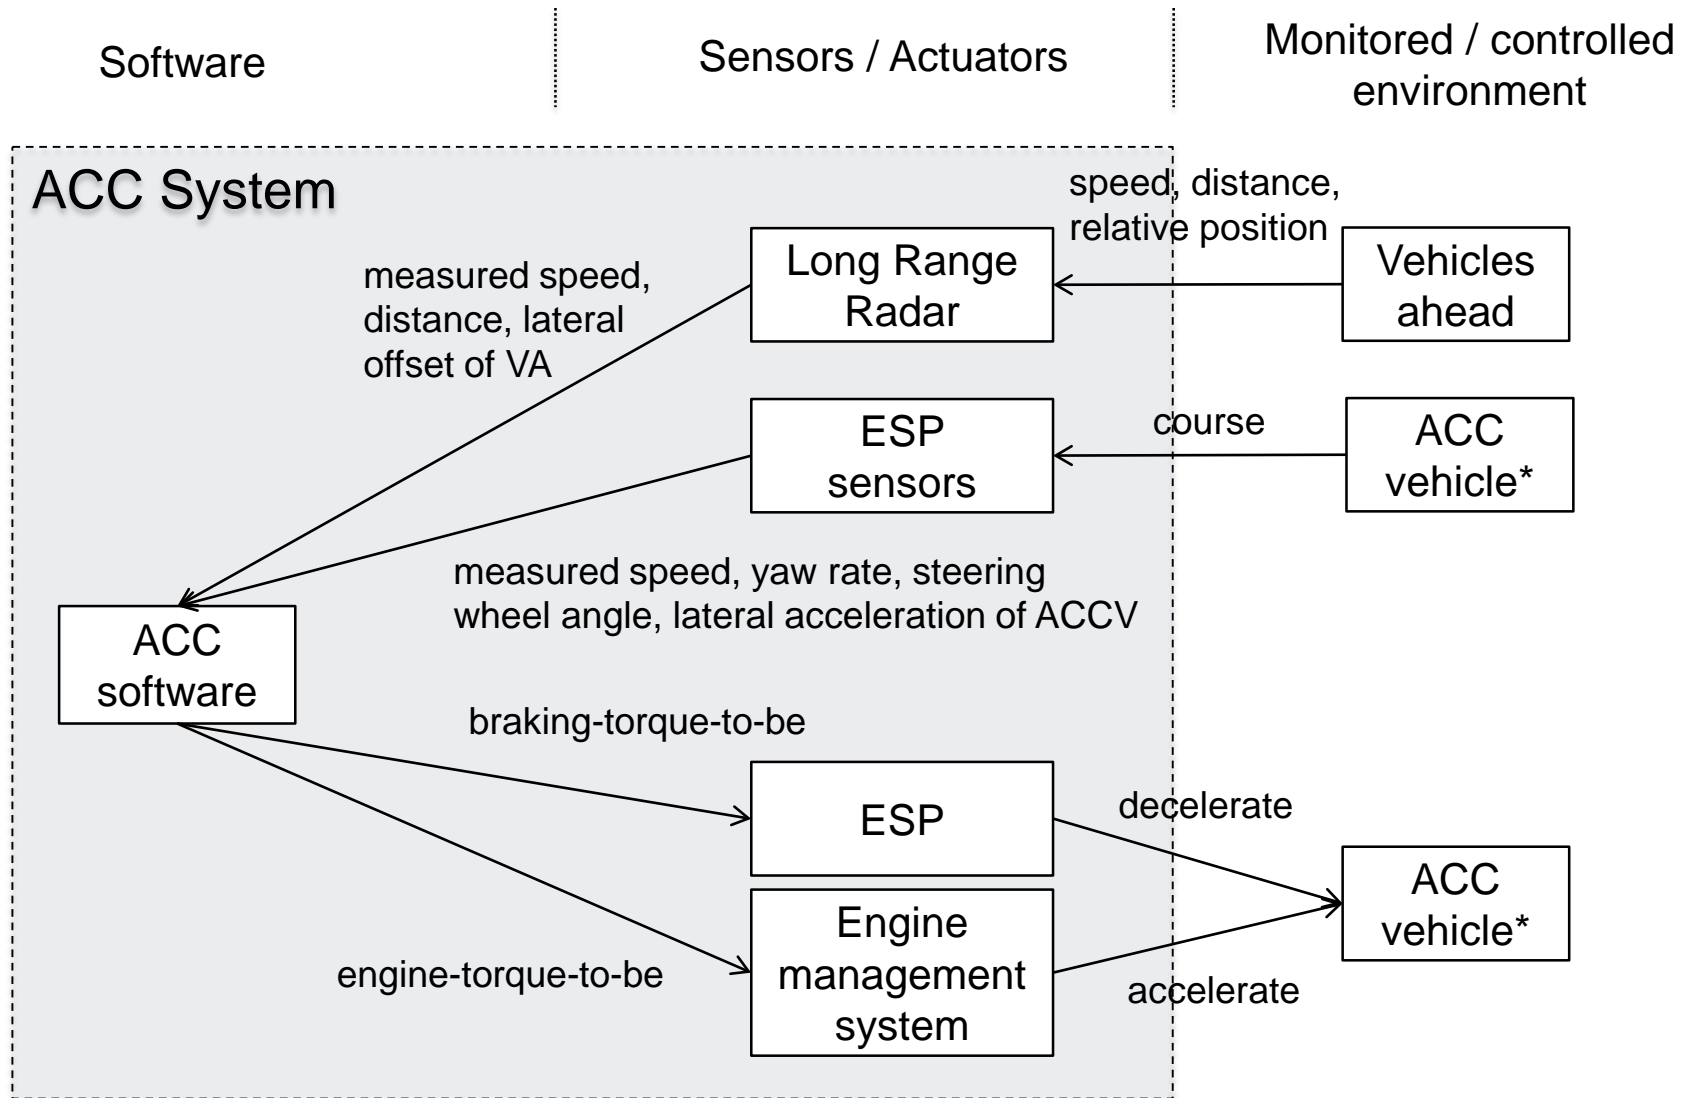 Software
Sensors / Actuators
Monitored / controlled
environment
ACC System
speed, distance,
relative position
Long Range
Radar
Vehicles
ahead
measured speed,
distance, lateral
offset of VA
ESP
sensors
course
ACC
vehicle*
measured speed, yaw rate, steering
wheel angle, lateral acceleration of ACCV
ACC
software
braking-torque-to-be
ESP
decelerate
ACC
vehicle*
Engine
management
system
engine-torque-to-be
accelerate